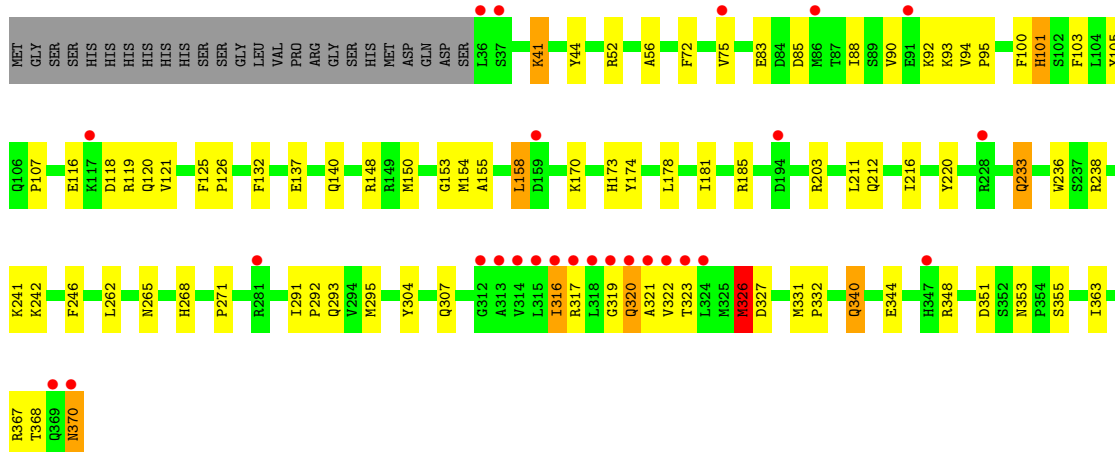 MET GLY SER SER HIS HIS HIS HIS HIS HIS SER SER GLY LEU VAL PRO ARG GLY SER HIS MET ASP GLN ASP SER L36 S37 K41 Y44 R52 A56 F72 V75 E83 D84 D85 M86 T87 I88 S89 V90 E91 K92 K93 V94 P95 F100 H101 S102 F103 L104 Y105
Q106 P107 E116 K117 D118 R119 Q120 V121 F125 P126 F132 E137 Q140 R148 R149 M150 G153 M154 A155 L158 D159 K170 H173 Y174 L178 I181 R185 D194 R203 L211 Q212 I216 Y220 R228 Q233 W236 S237 R238
K241 K242 F246 L262 N265 H268 P271 R281 I291 P292 Q293 V294 M295 Y304 Q307 G312 A313 V314 L315 I316 R317 L318 G319 Q320 A321 V322 T323 L324 M325 M326 D327 M331 P332 Q340 E344 H347 R348 D351 S352 N353 P354 S355 I363
R367 T368 Q369 N370